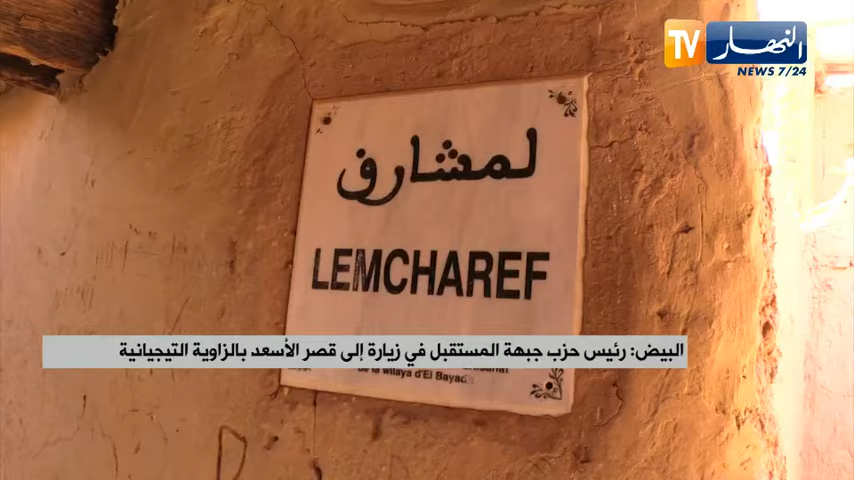 TV النهار
NEWS 7/24
لمشارف
LEMCHAREF
البيض: رئيس حزب جبهة المستقبل في زيارة إلى قصر الأسعد بالزاوية التيجيانية
de la wilaya d'El Bayadh